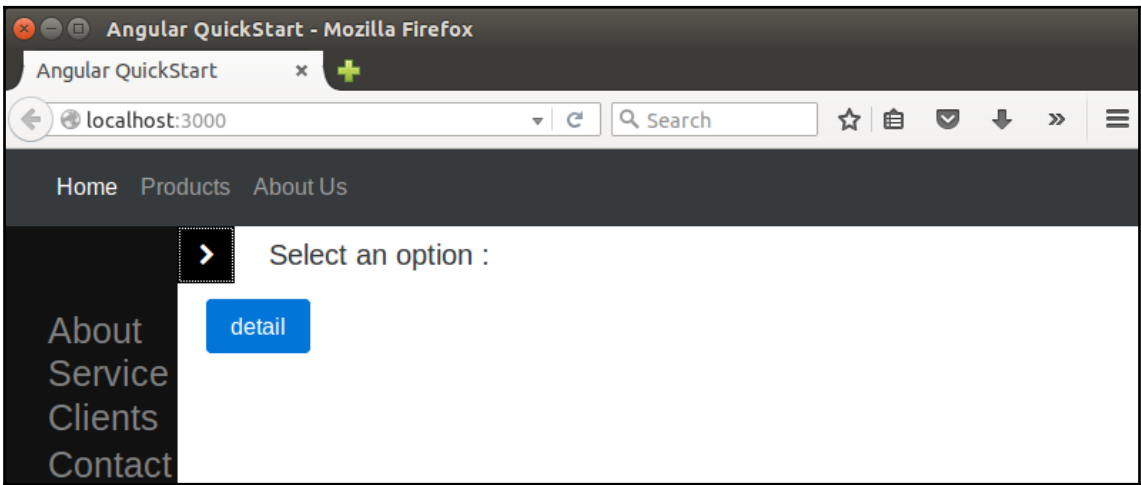 Angular QuickStart - Mozilla Firefox
Angular QuickStart
localhost:3000
Search
Home Products About Us
Select an option :
detail
About
Service
Clients
Contact